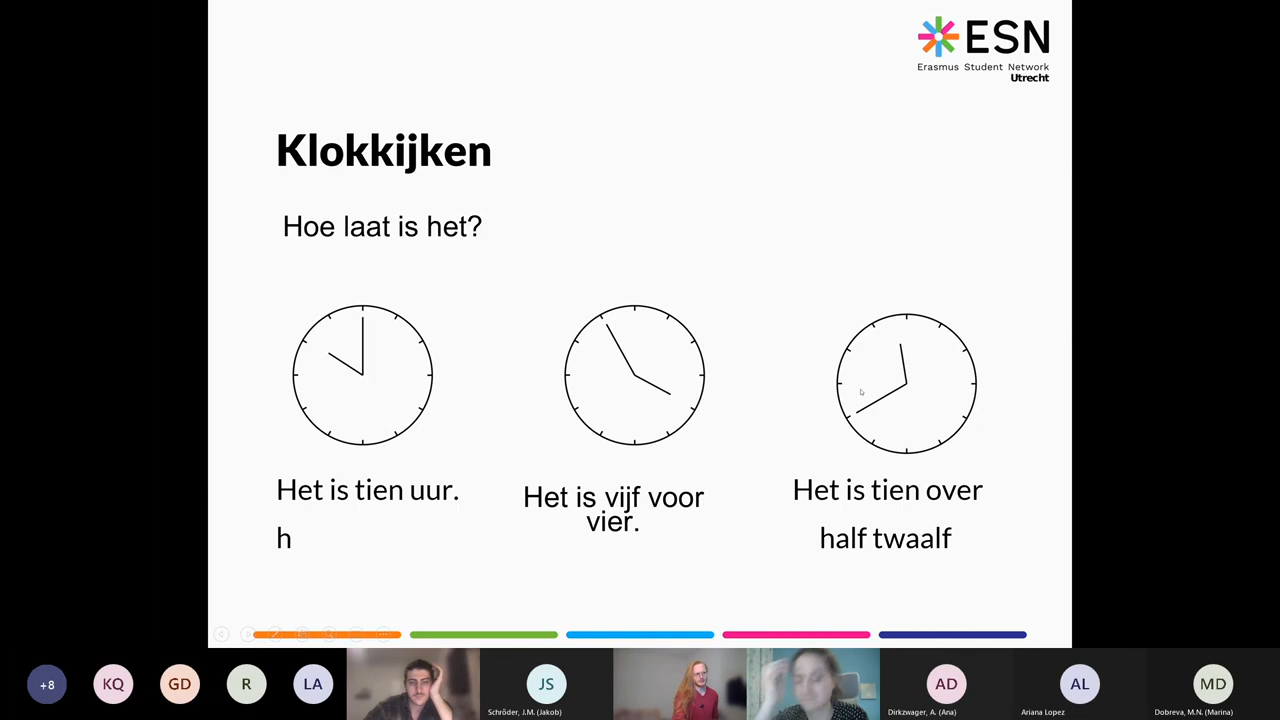 ESN
Erasmus Student Network
Utrecht
Klokkijken
Hoe laat is het?
Het is tien uur.
h
Het is vijf voor
vier.
Het is tien over
half twaalf
+8
KQ
GD
R
LA
JS
Schröder, J.M. (Jakob)
AD
Dirkzwager, A. (Ana)
AL
Ariana Lopez
MD
Dobreva, M.N. (Marina)